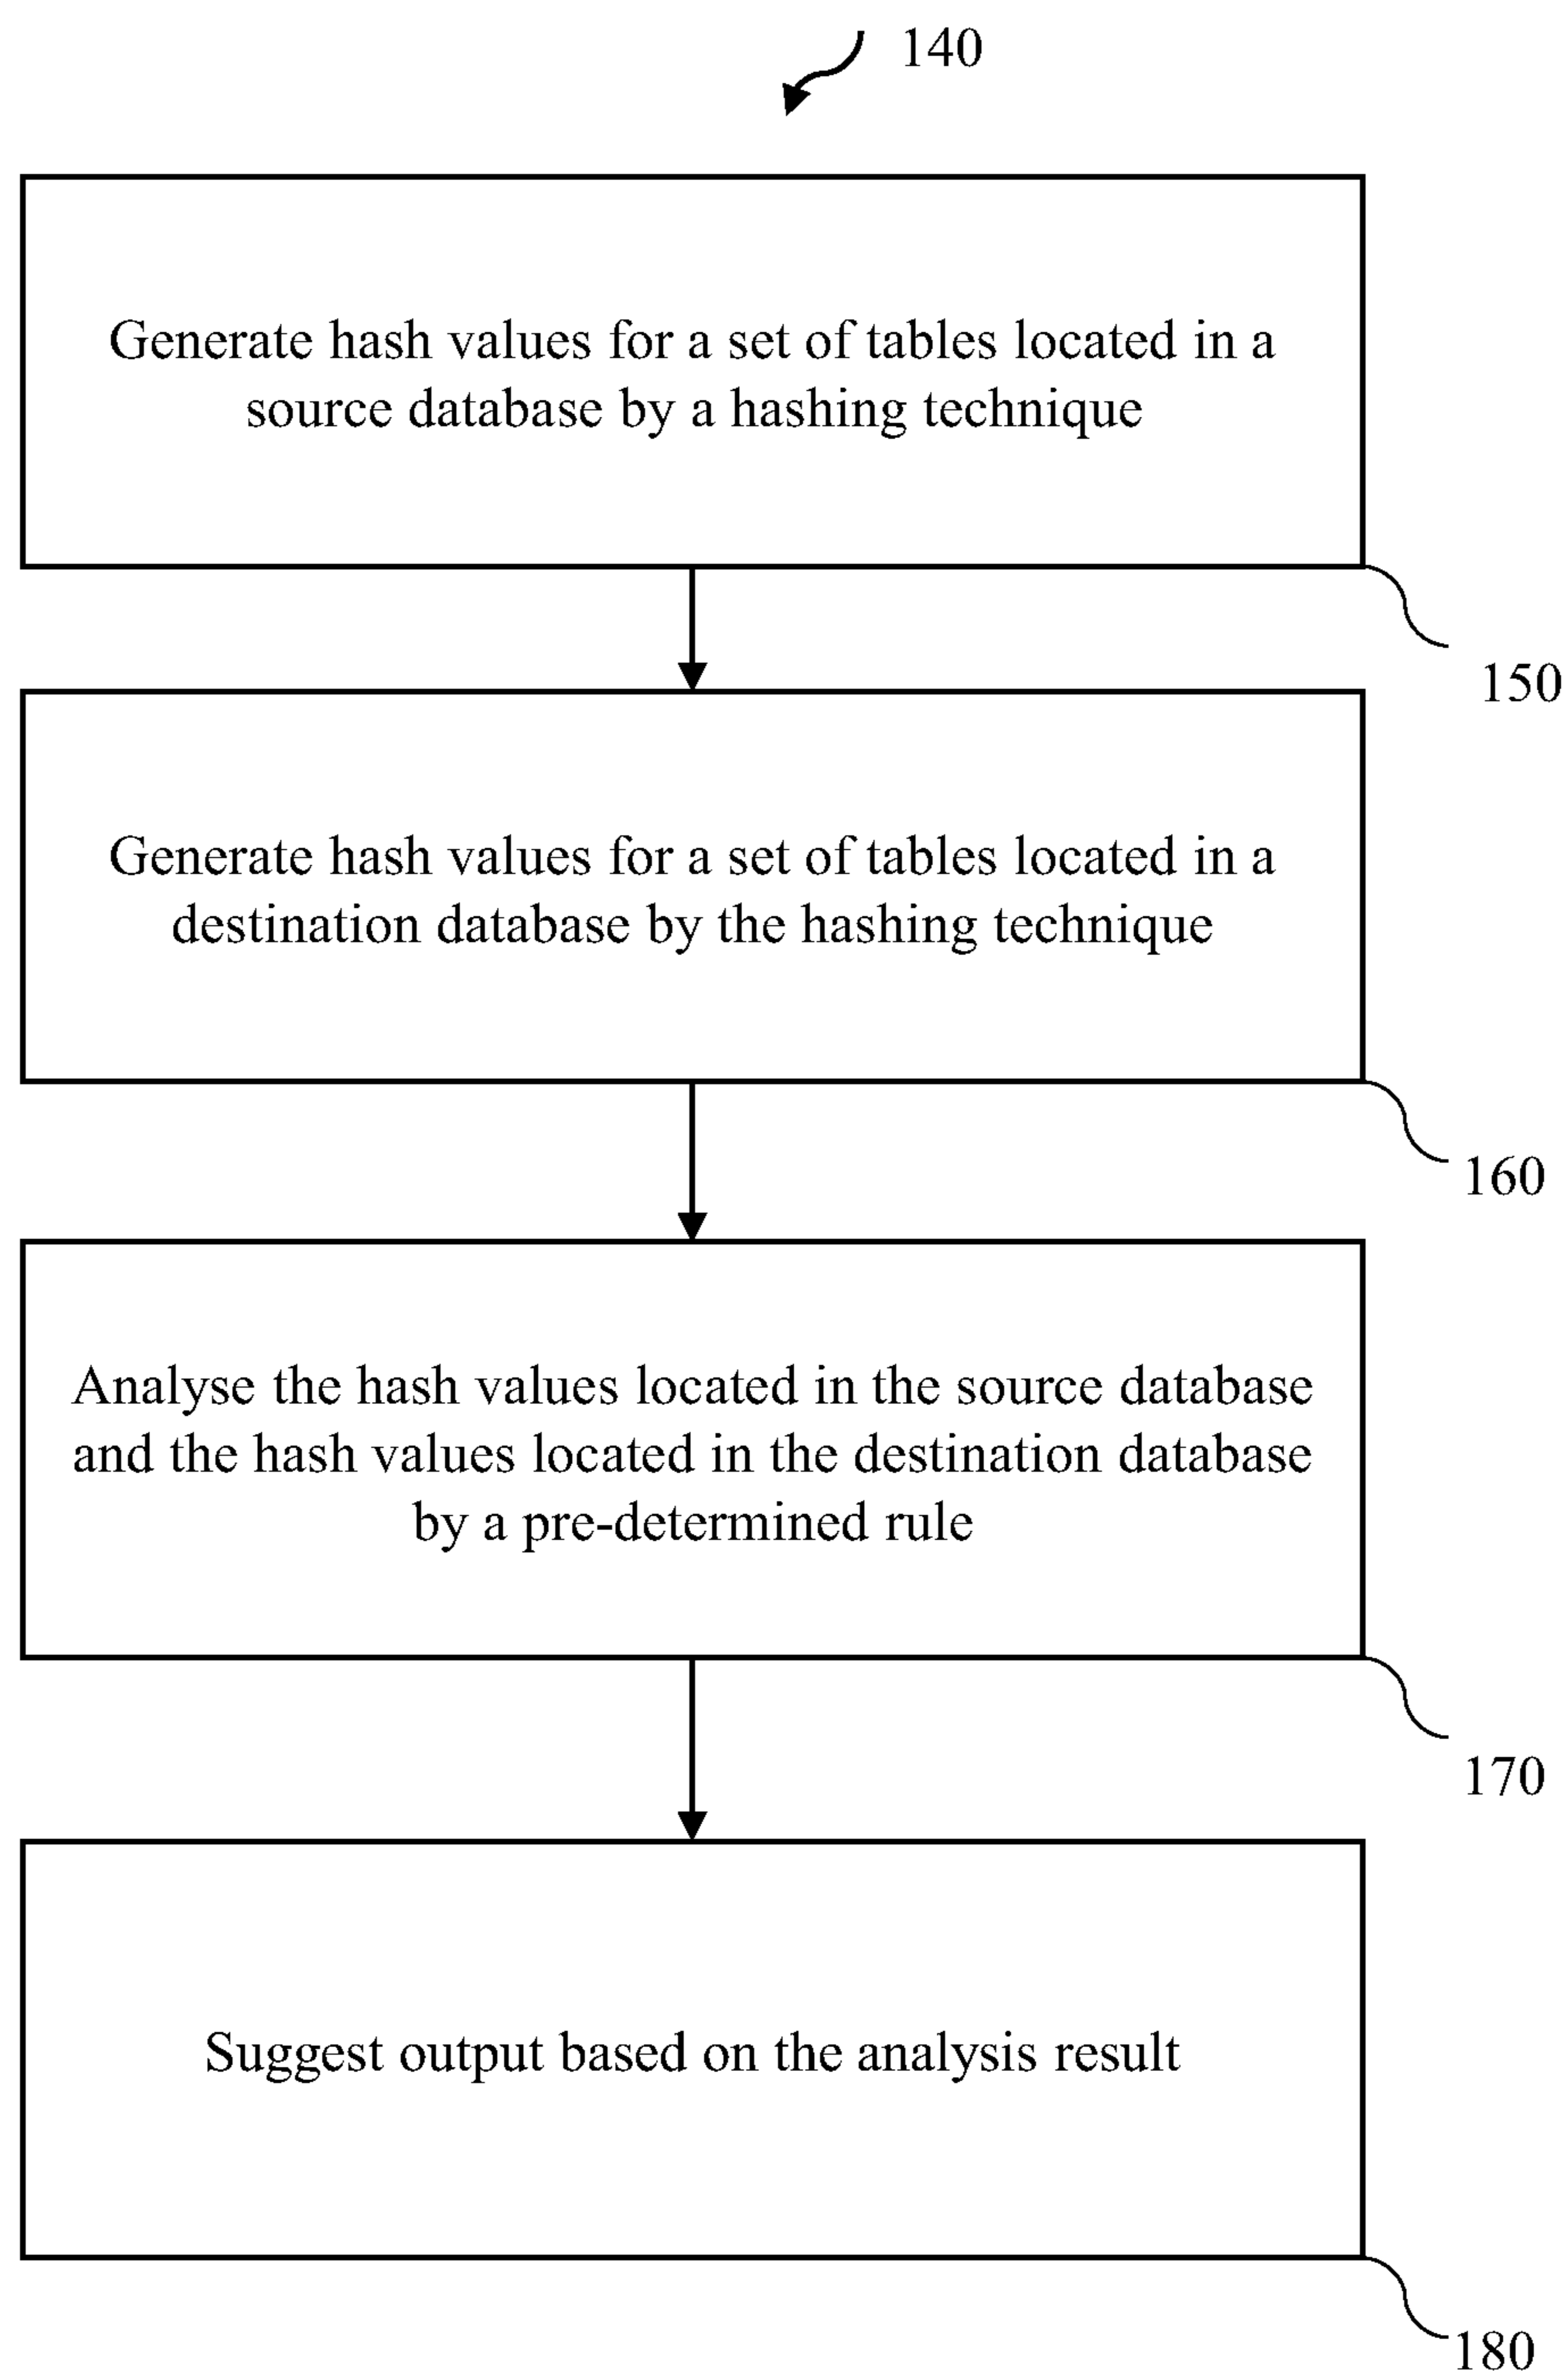 140
Generate hash values for a set of tables located in a
source database by a hashing technique
150
Generate hash values for a set of tables located in a
destination database by the hashing technique
160
Analyse the hash values located in the source database
and the hash values located in the destination database
by a pre-determined rule
170
Suggest output based on the analysis result
180